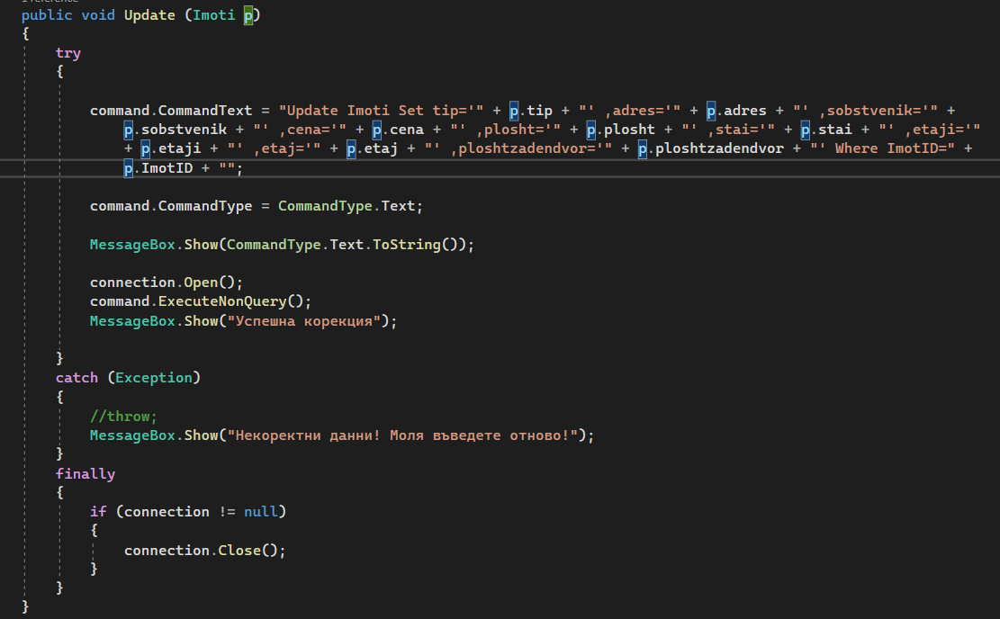 1 reference
public void Update (Imoti p)
{
try
{
command.CommandText = "Update Imoti Set tip='" + p.tip + "' ,adres='" + p.adres + "' ,sobstvenik='" +
p.sobstvenik + "' ,cena='" + p.cena + "' ,plosht='" + p.plosht + "' ,stai='" + p.stai + "' ,etaji='"
+ p.etaji + "' ,etaj='" + p.etaj + "' ,ploshtzadendvor='" + p.ploshtzadendvor + "' Where ImotID=" +
p.ImotID + "";
command.CommandType = CommandType.Text;
MessageBox.Show(CommandType.Text.ToString());
connection.Open();
command.ExecuteNonQuery();
MessageBox.Show("Успешна корекция");
}
catch (Exception)
{
//throw;
MessageBox.Show("Некоректни данни! Моля въведете отново!");
}
finally
{
if (connection != null)
{
connection.Close();
}
}
}